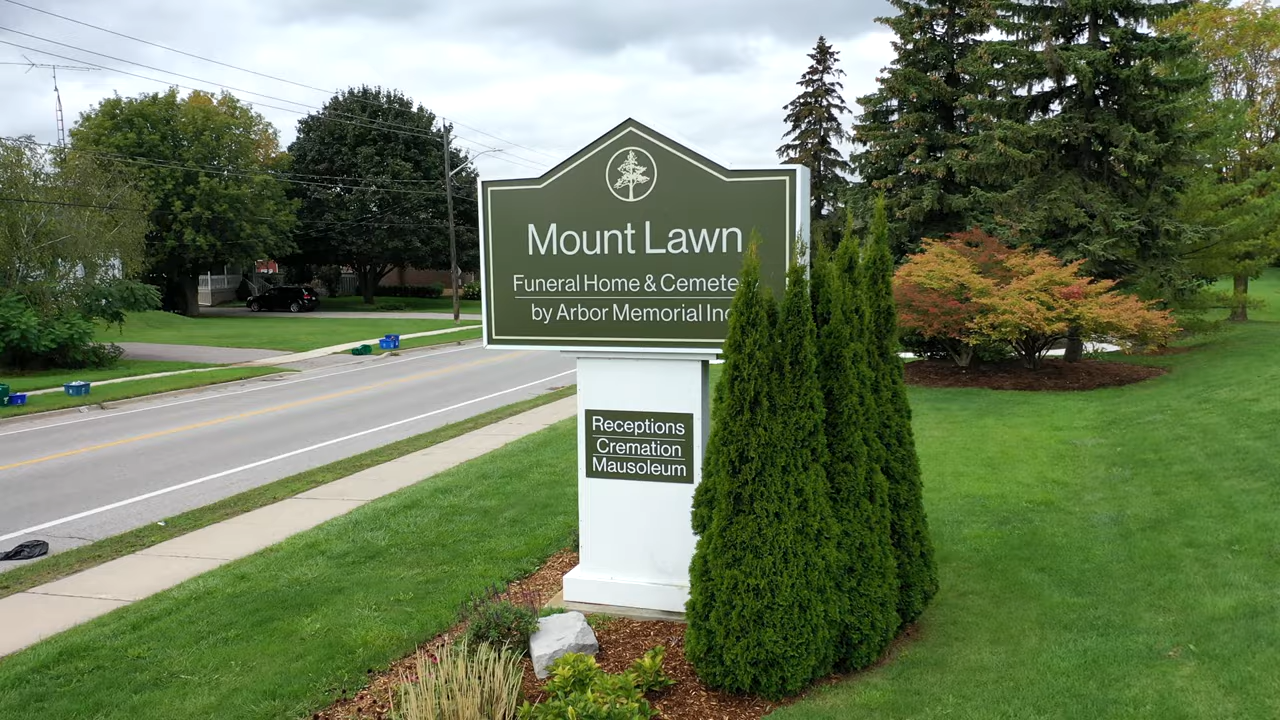 Mount Lawn
Funeral Home & Cemete
by Arbor Memorial Inc
Receptions
Cremation
Mausoleum